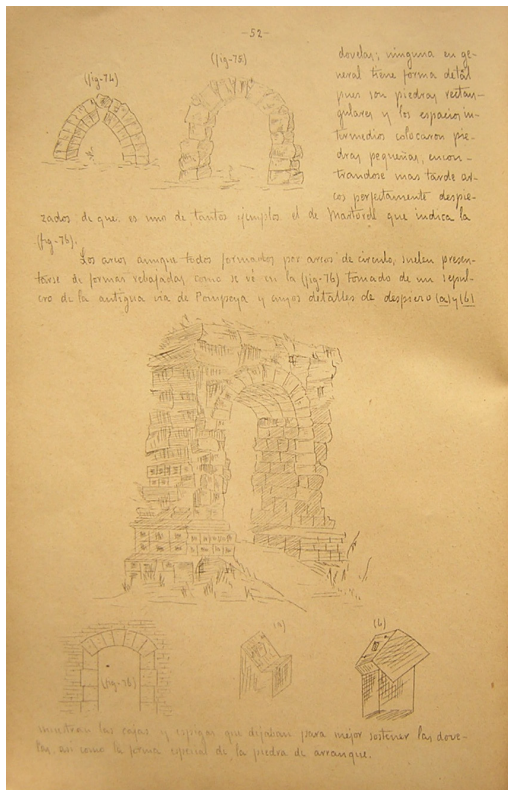 -52-
(fig-74)
(fig-75)
dovelas; ninguna en ge-
neral tiene forma de tal
pues son piedras rectan-
gulares y los espacios in-
termedios colocaron pie-
dras pequeñas, encon-
trandose mas tarde ar-
cos perfectamente despie-
zados de que es uno de tantos ejemplos el de Martorell que indica la
(fig-75).
Los arcos aunque todos formados por arcos de circulo, suelen presen-
tarse de formas rebajadas como se vé en la (fig-76) tomado de un sepul-
cro de la antigua via de Pompeya y cuyos detalles de despiezo (a) y (b)
(fig-76)
(a)
(b)
muestran las cajas y espigas que dejaban para mejor sostener las dove-
las, asi como la forma especial de la piedra de arranque.